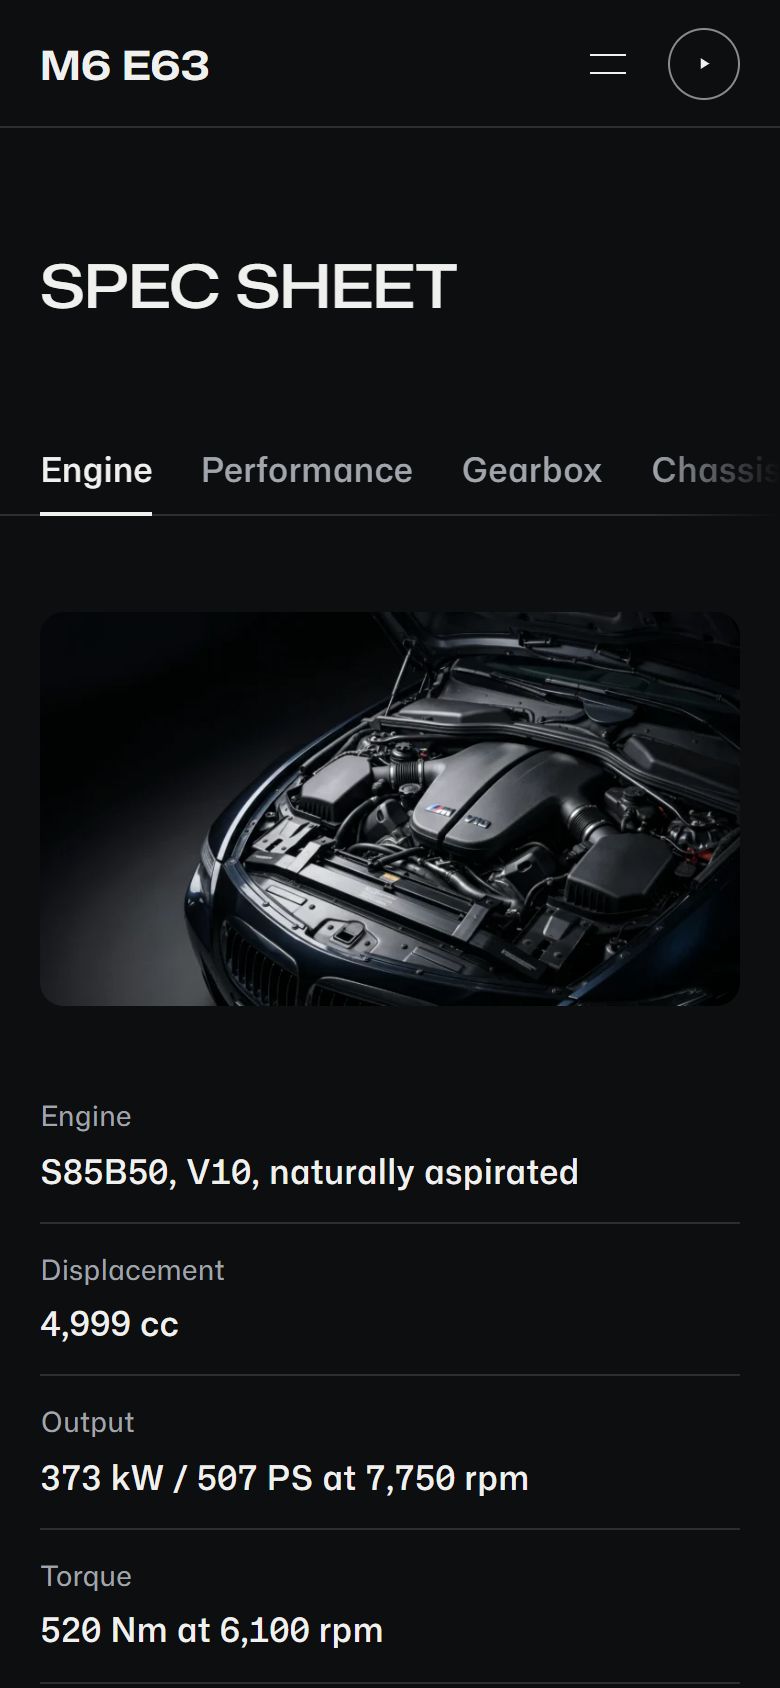 M6 E63
SPEC SHEET
Engine Performance Gearbox Chassis
Engine
S85B50, V10, naturally aspirated
Displacement
4,999 cc
Output
373 kW / 507 PS at 7,750 rpm
Torque
520 Nm at 6,100 rpm